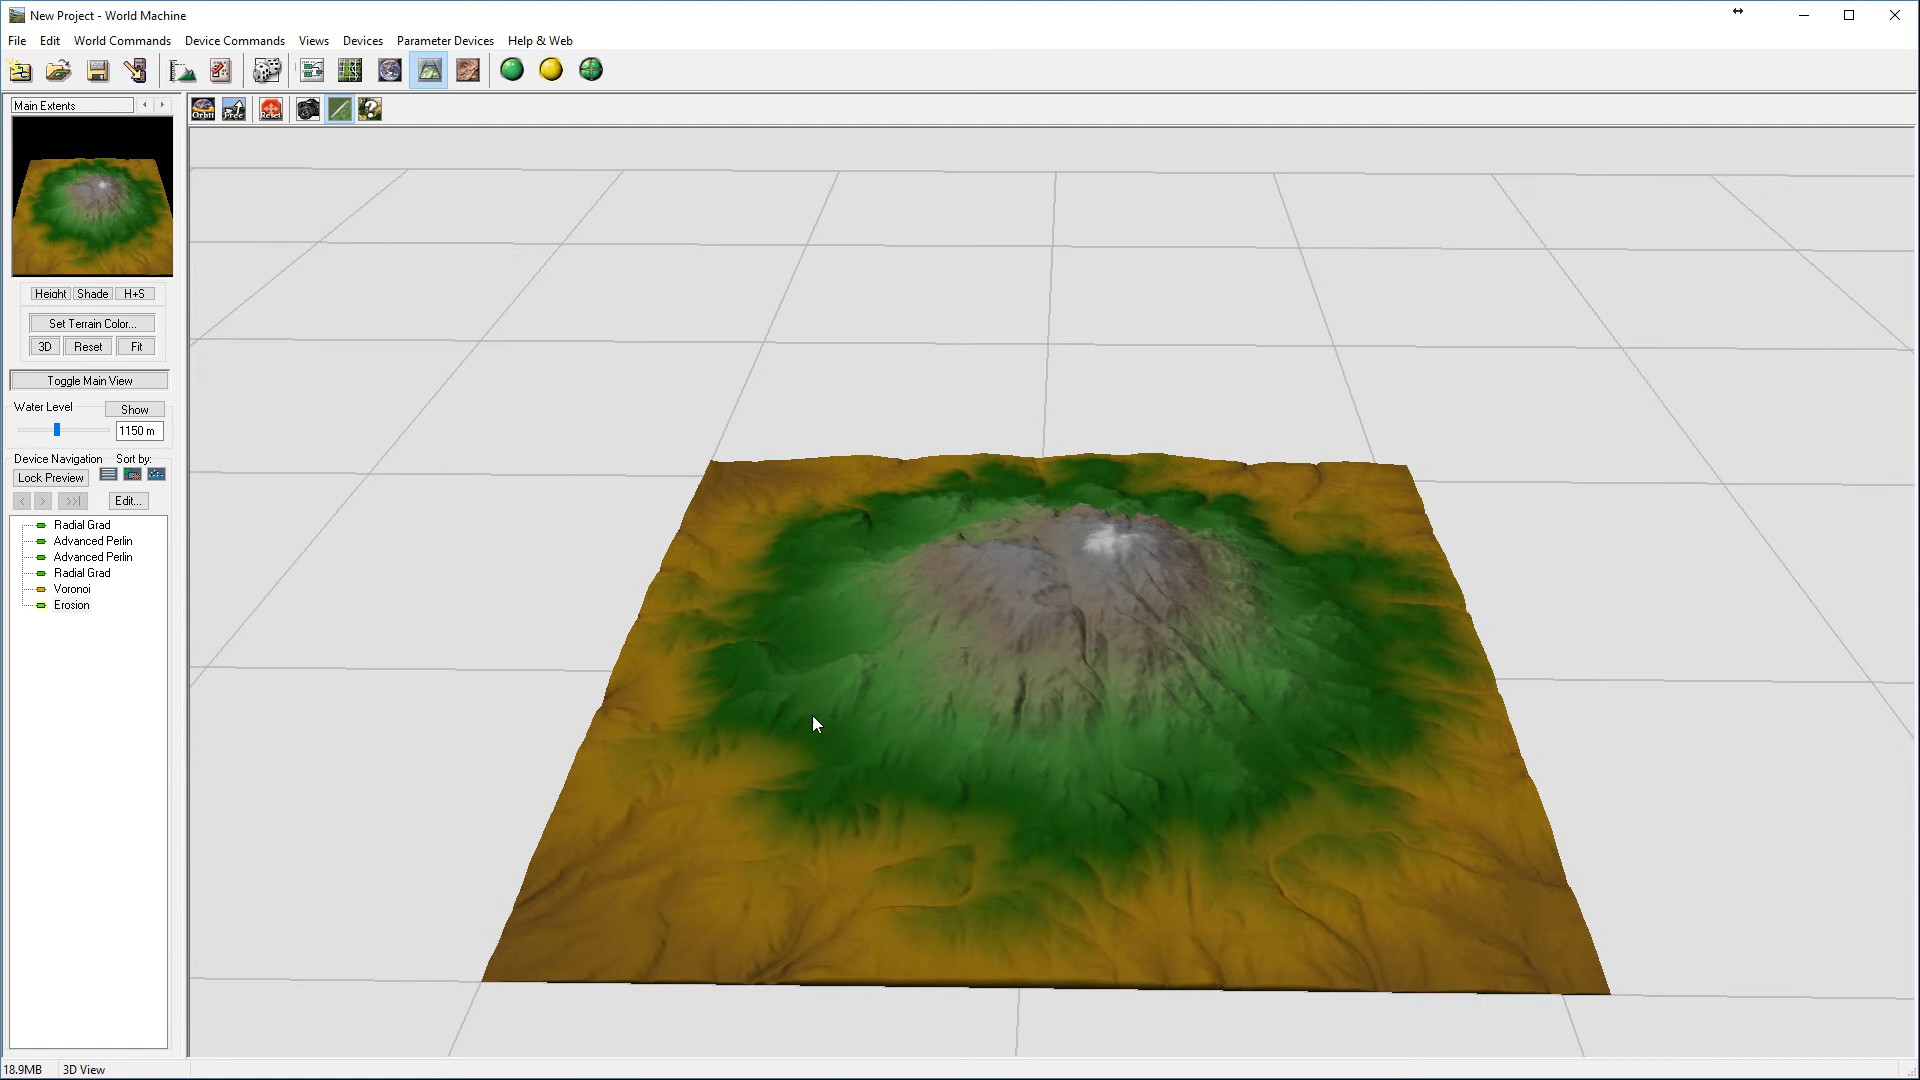 New Project - World Machine
File Edit World Commands Device Commands Views Devices Parameter Devices Help & Web
Main Extents
Orbit Free Reset
Height Shade H+S
Set Terrain Color...
3D Reset Fit
Toggle Main View
Water Level Show
1150 m
Device Navigation Sort by:
Lock Preview
< > >>| Edit...
Radial Grad
Advanced Perlin
Advanced Perlin
Radial Grad
Voronoi
Erosion
18.9MB 3D View